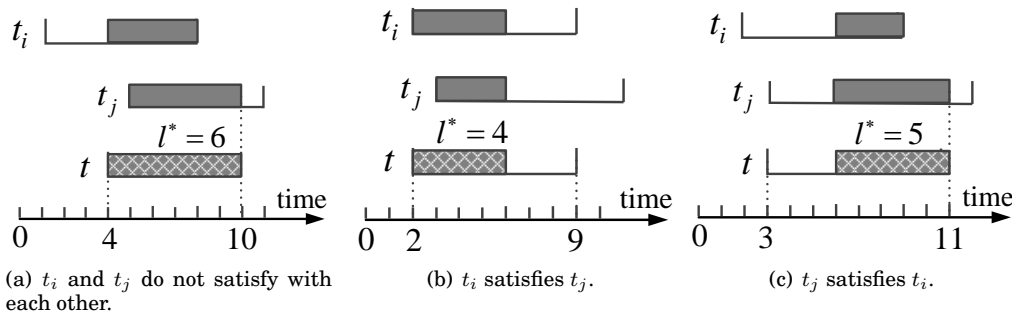 t_i
t_j
l* = 6
t
time
0
4
10
(a) t_i and t_j do not satisfy with
each other.
t_i
t_j
l* = 4
t
time
0
2
9
(b) t_i satisfies t_j.
t_i
t_j
l* = 5
t
time
0
3
11
(c) t_j satisfies t_i.